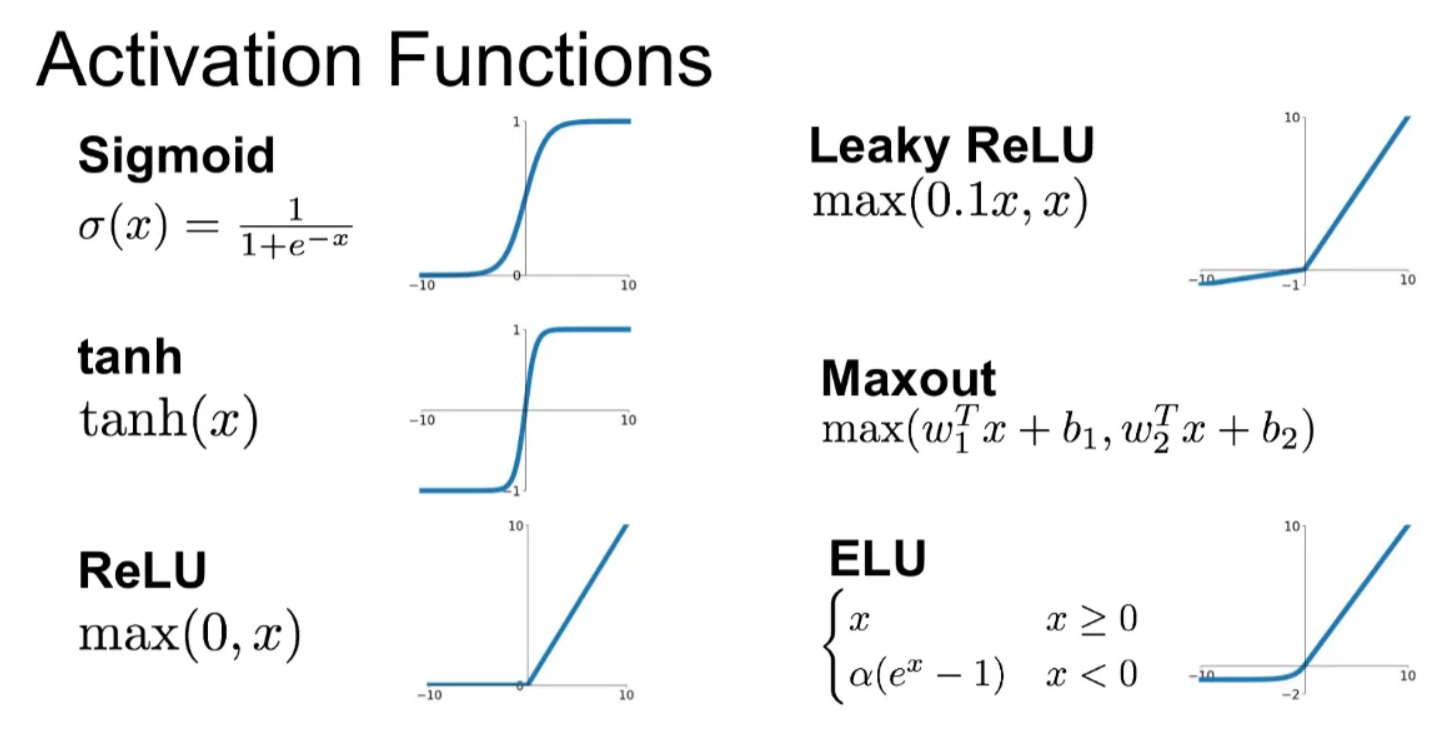 Activation Functions
Sigmoid
σ(x) = 1/(1+e^{-x})
1
0
-10
10
tanh
tanh(x)
1
-10
10
-1
ReLU
max(0, x)
10
0
-10
10
Leaky ReLU
max(0.1x, x)
10
-10
-1
10
Maxout
max(w_1^T x + b_1, w_2^T x + b_2)
ELU
{ x x ≥ 0
α(e^x − 1) x < 0
10
-10
-2
10